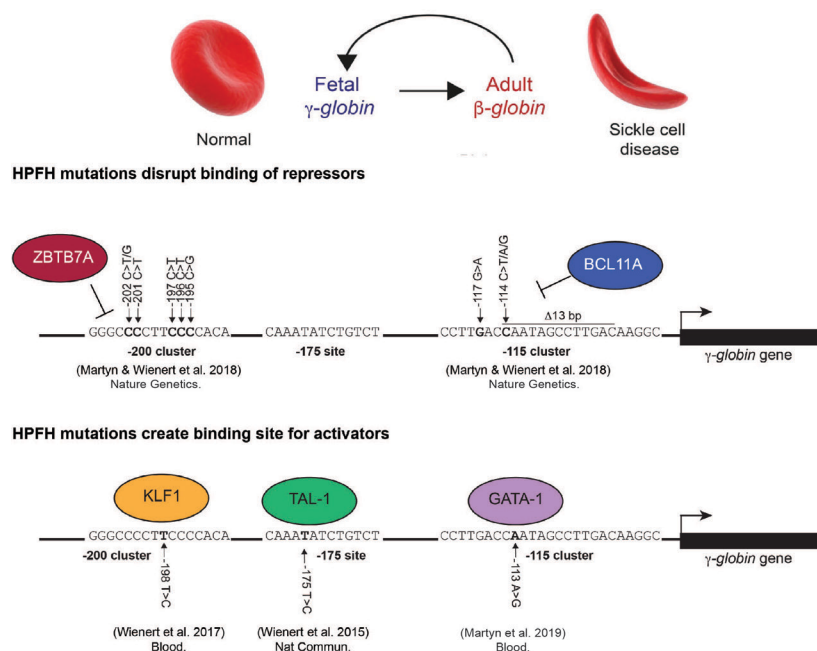 Normal
Fetal
γ-globin
Adult
β-globin
Sickle cell
disease
HPFH mutations disrupt binding of repressors
ZBTB7A
-202 C>T/G
-201 C>T
-197 C>T
-196 C>T
-195 C>G
-117 G>A
-114 C>T/A/G
BCL11A
Δ13 bp
GGGCCCCTTCCCCACA
CAAATATCTGTCT
CCTTGACCAATAGCCTTGACAAGGC
-200 cluster
-175 site
-115 cluster
γ-globin gene
(Martyn & Wienert et al. 2018)
Nature Genetics.
(Martyn & Wienert et al. 2018)
Nature Genetics.
HPFH mutations create binding site for activators
KLF1
TAL-1
GATA-1
GGGCCCCTTCCCCACA
CAAATATCTGTCT
CCTTGACCAATAGCCTTGACAAGGC
-200 cluster
-175 site
-115 cluster
γ-globin gene
-198 T>C
-175 T>C
-113 A>G
(Wienert et al. 2017)
Blood.
(Wienert et al. 2015)
Nat Commun.
(Martyn et al. 2019)
Blood.